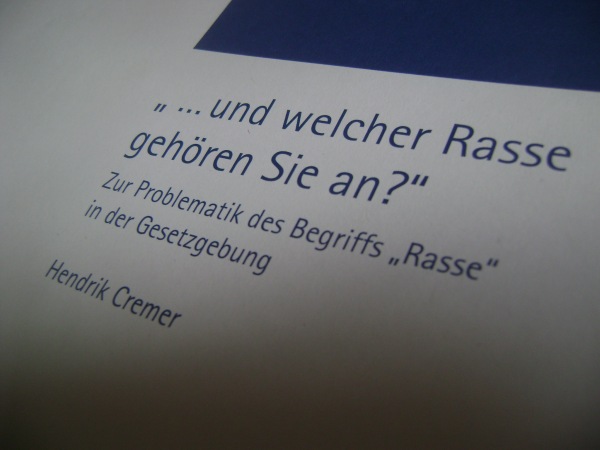 „ ... und welcher Rasse
gehören Sie an?“
Zur Problematik des Begriffs „Rasse“
in der Gesetzgebung
Hendrik Cremer